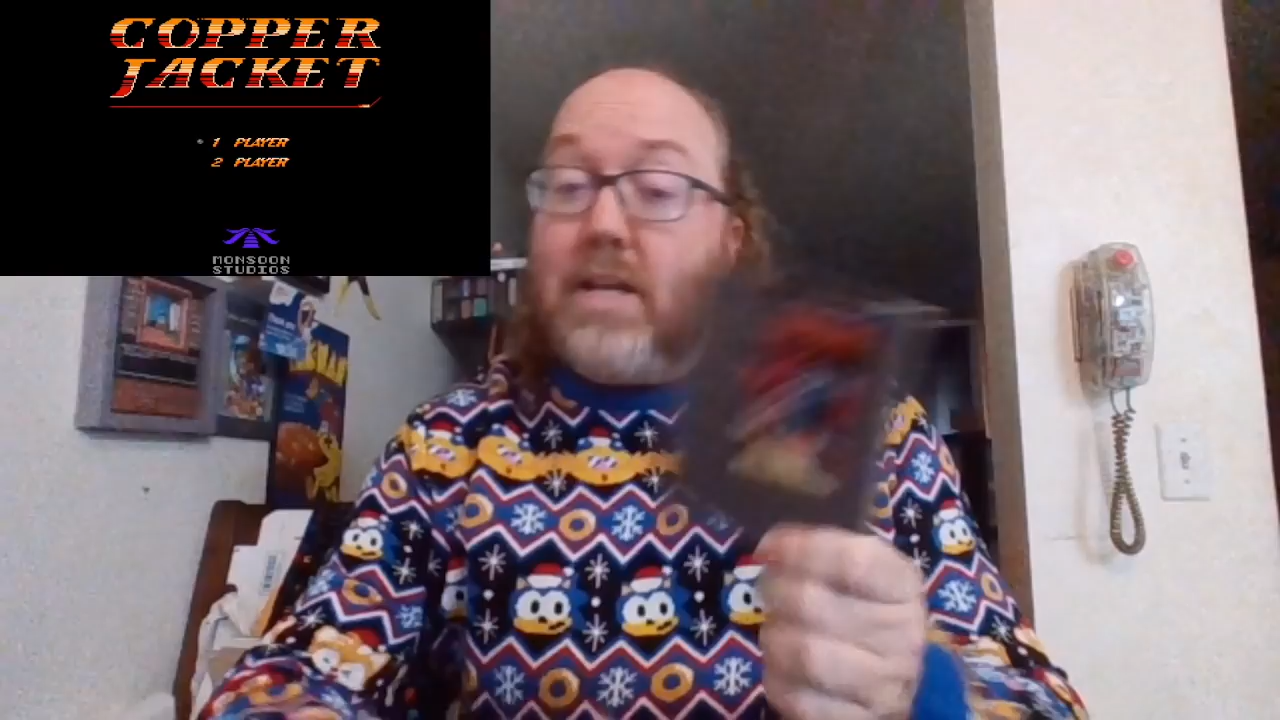 COPPER
JACKET
1 PLAYER
2 PLAYER
MONSOON
STUDIOS